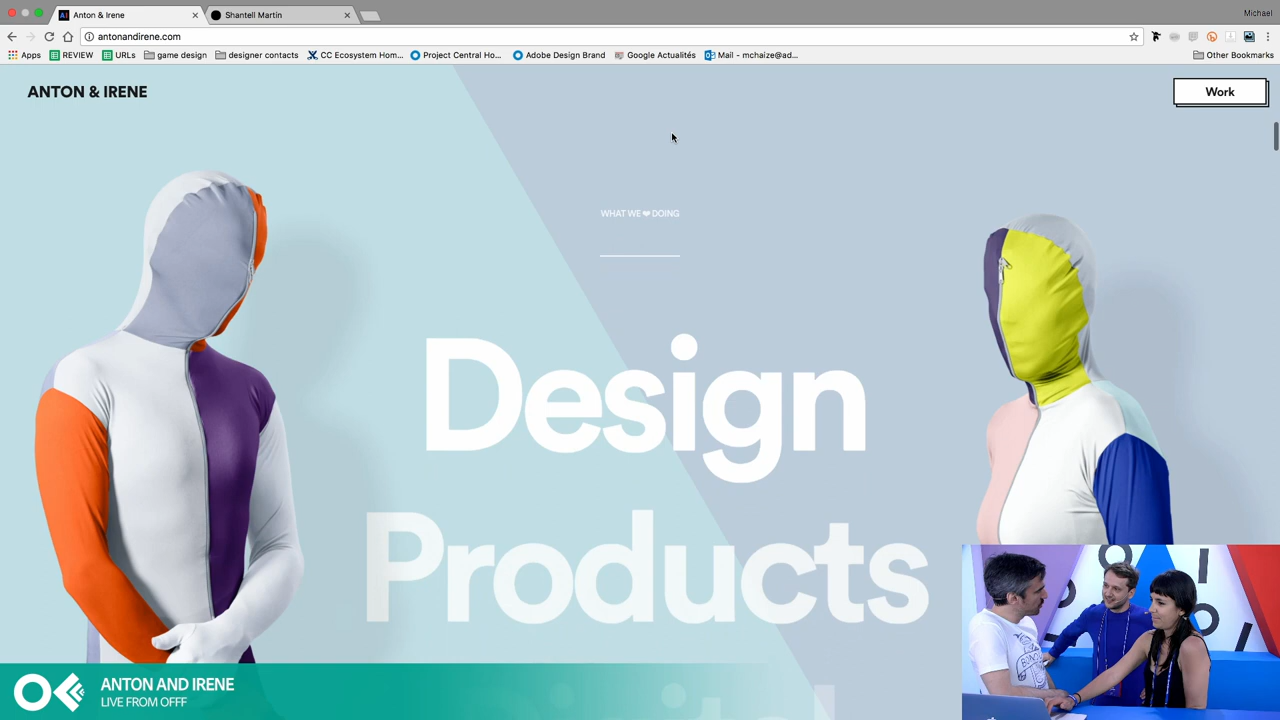 Anton & Irene
Shantell Martin
Michael
antonandirene.com
Apps
REVIEW
URLs
game design
designer contacts
CC Ecosystem Hom...
Project Central Ho...
Adobe Design Brand
Google Actualités
Mail - mchaize@ad...
Other Bookmarks
ANTON & IRENE
Work
WHAT WE ❤ DOING
Design
Products
Digital
ANTON AND IRENE
LIVE FROM OFFF